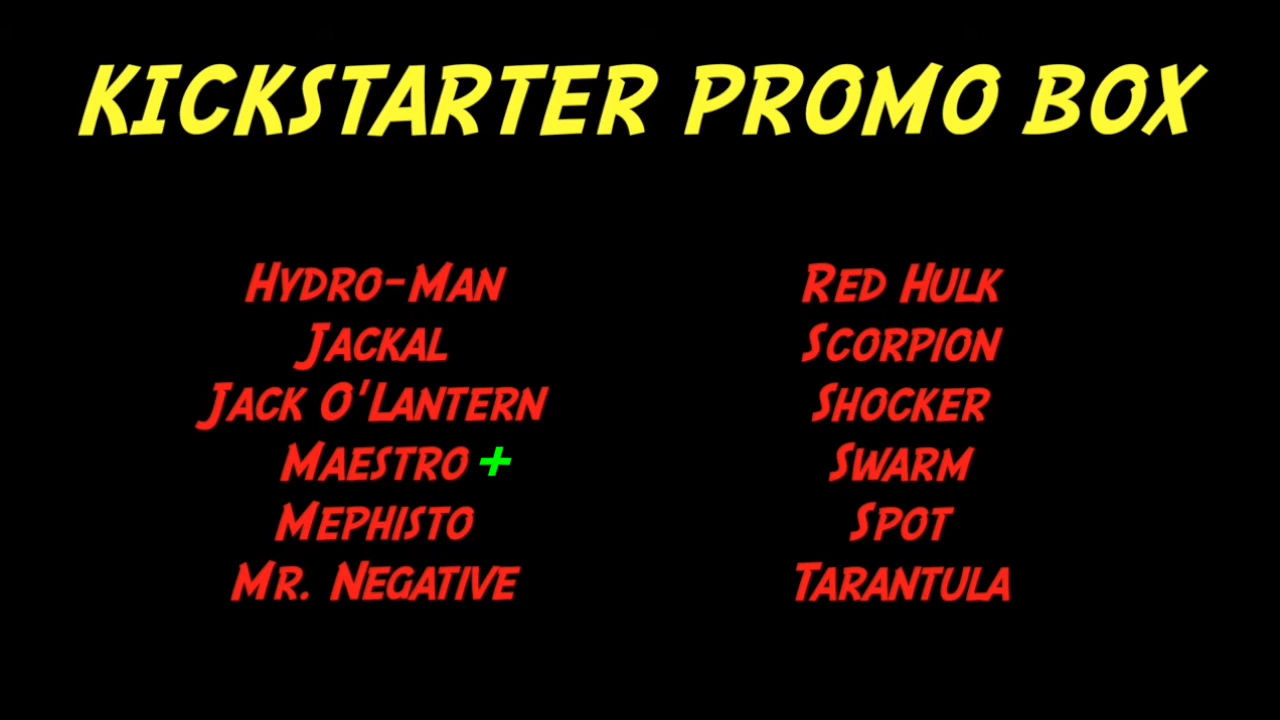 KICKSTARTER PROMO BOX
HYDRO-MAN
JACKAL
JACK O'LANTERN
MAESTRO +
MEPHISTO
MR. NEGATIVE
RED HULK
SCORPION
SHOCKER
SWARM
SPOT
TARANTULA